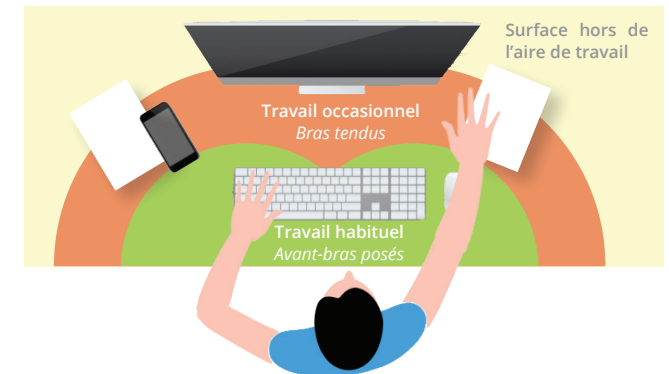 Surface hors de
l'aire de travail
Travail occasionnel
Bras tendus
Travail habituel
Avant-bras posés